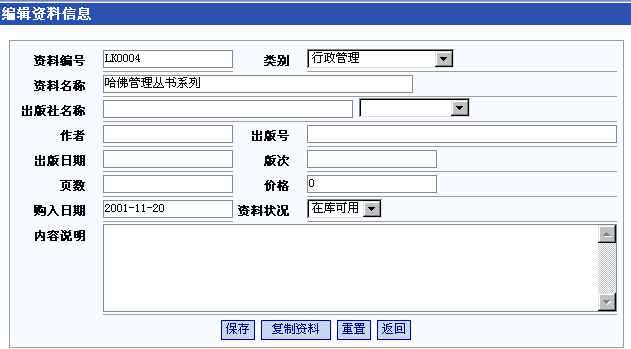 编辑资料信息
资料编号 LK0004 类别 行政管理
资料名称 哈佛管理丛书系列
出版社名称
作者 出版号
出版日期 版次
页数 价格 0
购入日期 2001-11-20 资料状况 在库可用
内容说明
保存 复制资料 重置 返回